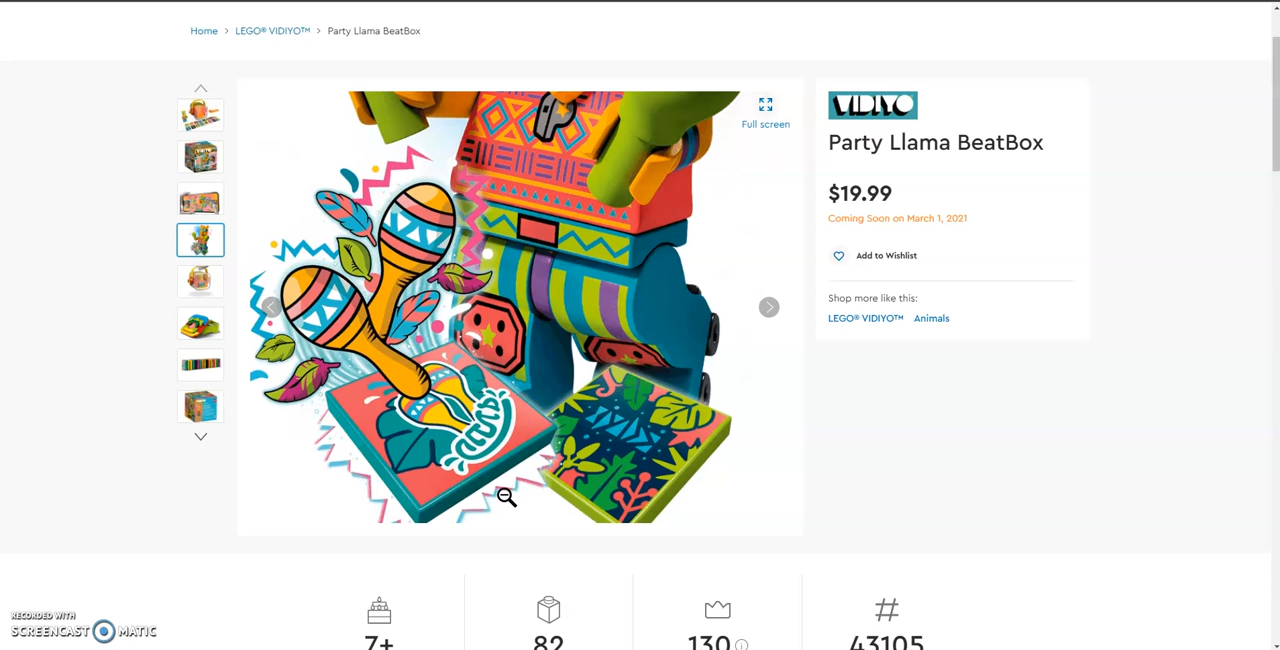 Home > LEGO® VIDIYO™ > Party Llama BeatBox
Full screen
VIDIYO
Party Llama BeatBox
$19.99
Coming Soon on March 1, 2021
Add to Wishlist
Shop more like this:
LEGO® VIDIYO™ Animals
7+ 82 130 43105
RECORDED WITH
SCREENCAST MATIC